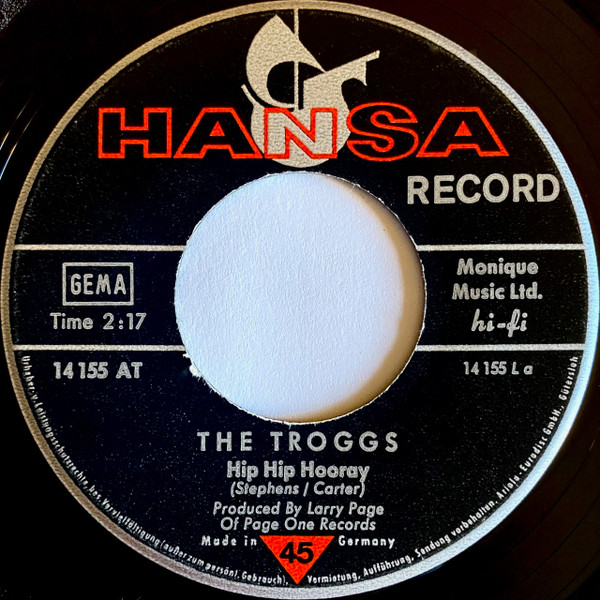 HANSA
RECORD
GEMA
Time 2:17
Monique
Music Ltd.
hi-fi
14 155 AT
14 155 L a
THE TROGGS
Hip Hip Hooray
(Stephens / Carter)
Produced By Larry Page
Of Page One Records
Made in Germany
45
Urheber- u. Leistungsschutzrechte, bes. Vervielfältigung (außer zum persönl. Gebrauch), Vermietung, Aufführung, Sendung vorbehalten. Ariola Eurodisc GmbH., Gütersloh